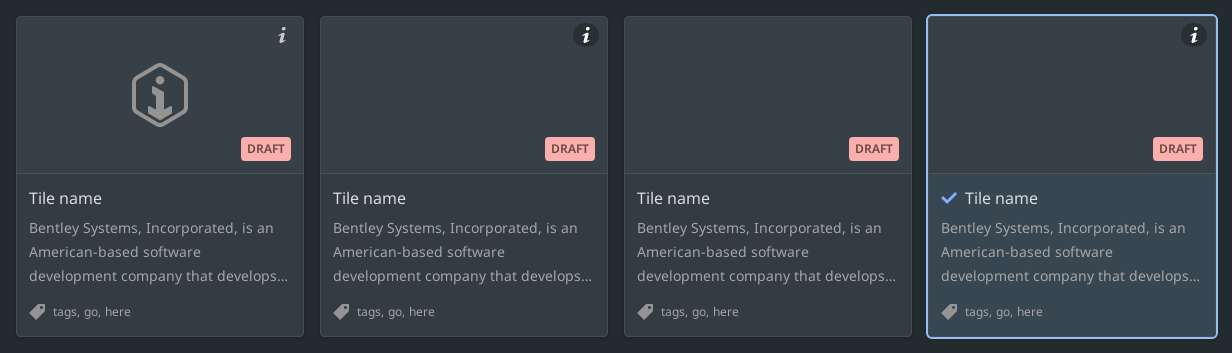 DRAFT
Tile name
Bentley Systems, Incorporated, is an
American-based software
development company that develops...
tags, go, here
DRAFT
Tile name
Bentley Systems, Incorporated, is an
American-based software
development company that develops...
tags, go, here
DRAFT
Tile name
Bentley Systems, Incorporated, is an
American-based software
development company that develops...
tags, go, here
DRAFT
Tile name
Bentley Systems, Incorporated, is an
American-based software
development company that develops...
tags, go, here